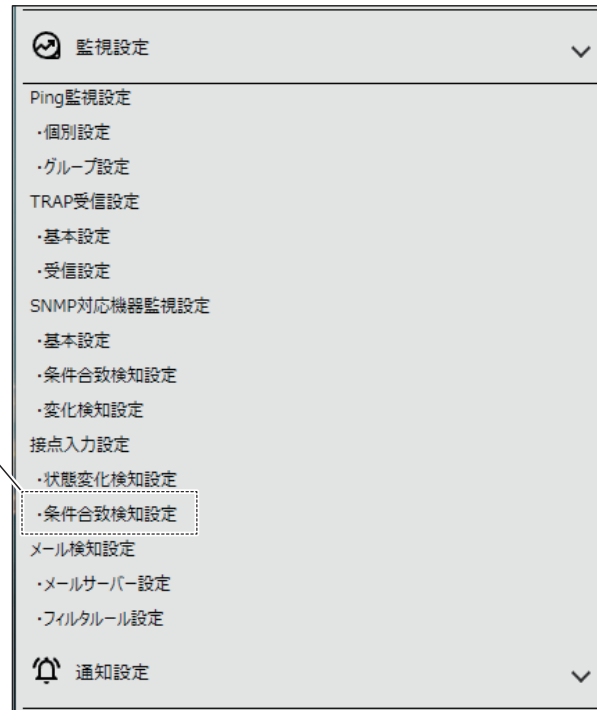 監視設定
Ping監視設定
・個別設定
・グループ設定
TRAP受信設定
・基本設定
・受信設定
SNMP対応機器監視設定
・基本設定
・条件合致検知設定
・変化検知設定
接点入力設定
・状態変化検知設定
・条件合致検知設定
メール検知設定
・メールサーバー設定
・フィルタルール設定
通知設定